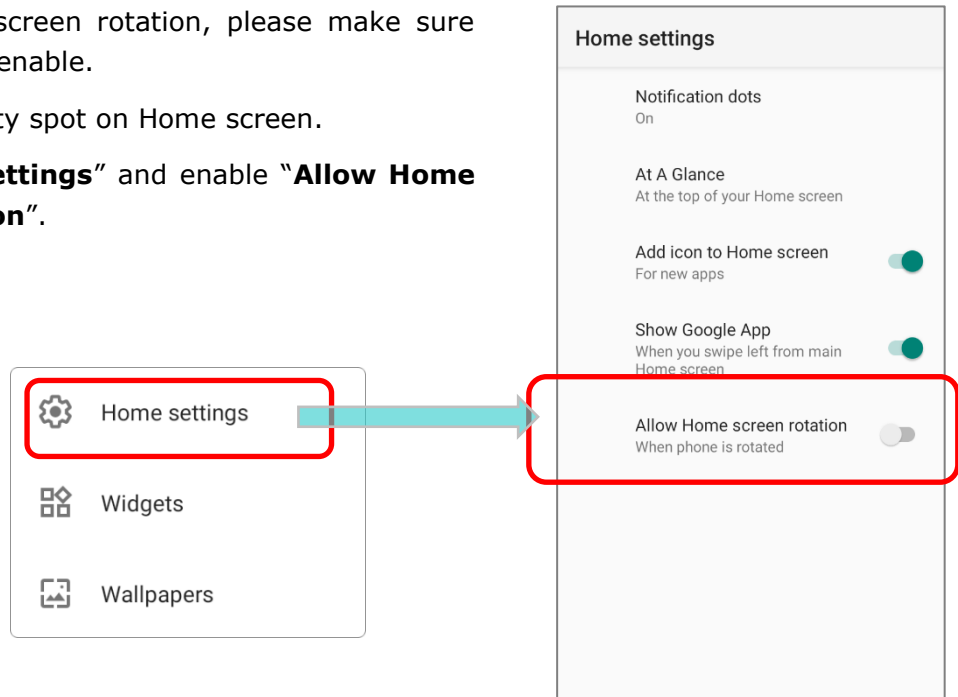 screen rotation, please make sure
enable.
spot on Home screen.
ettings" and enable "Allow Home
on".
Home settings
Widgets
Wallpapers
Home settings
Notification dots
On
At A Glance
At the top of your Home screen
Add icon to Home screen
For new apps
Show Google App
When you swipe left from main
Home screen
Allow Home screen rotation
When phone is rotated